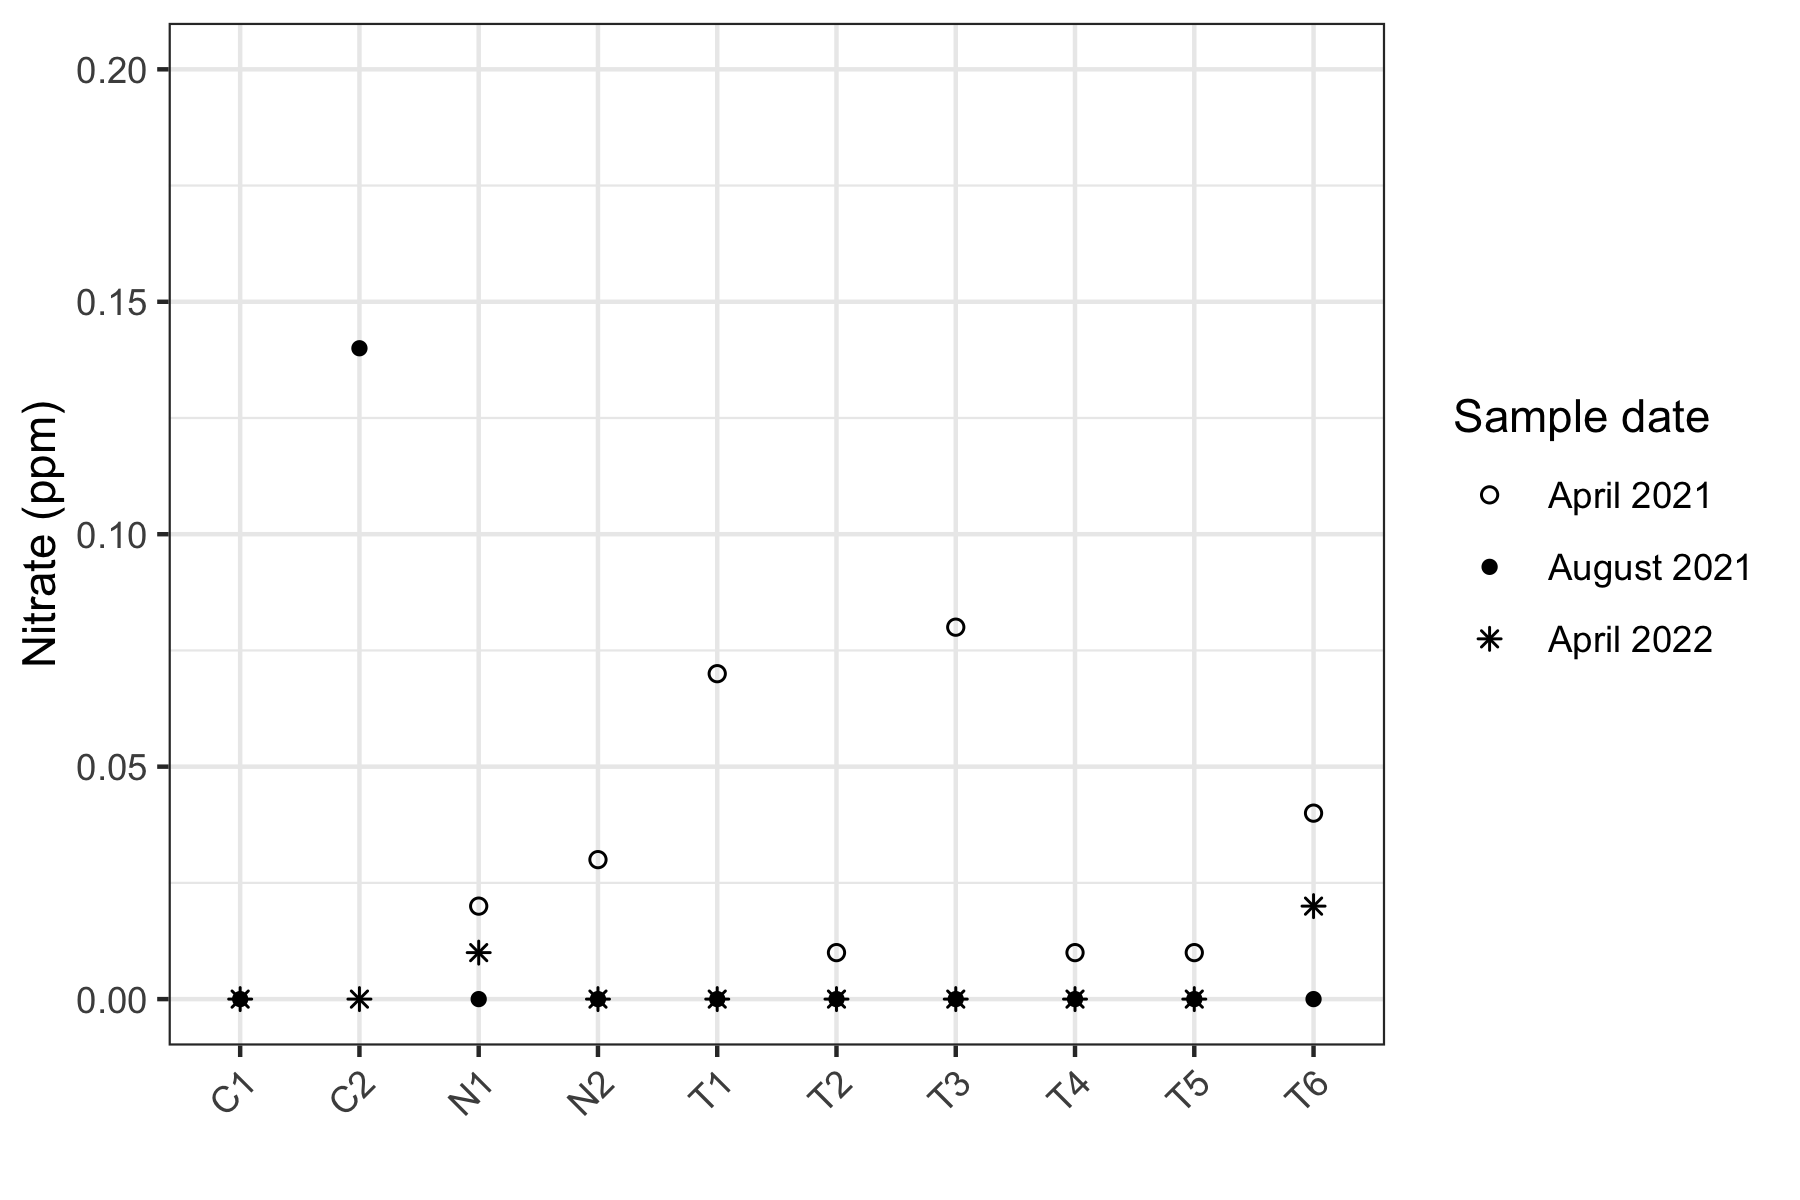 0.20
0.15
0.10
0.05
0.00
Nitrate (ppm)
C1 C2 N1 N2 T1 T2 T3 T4 T5 T6
Sample date
April 2021
August 2021
April 2022